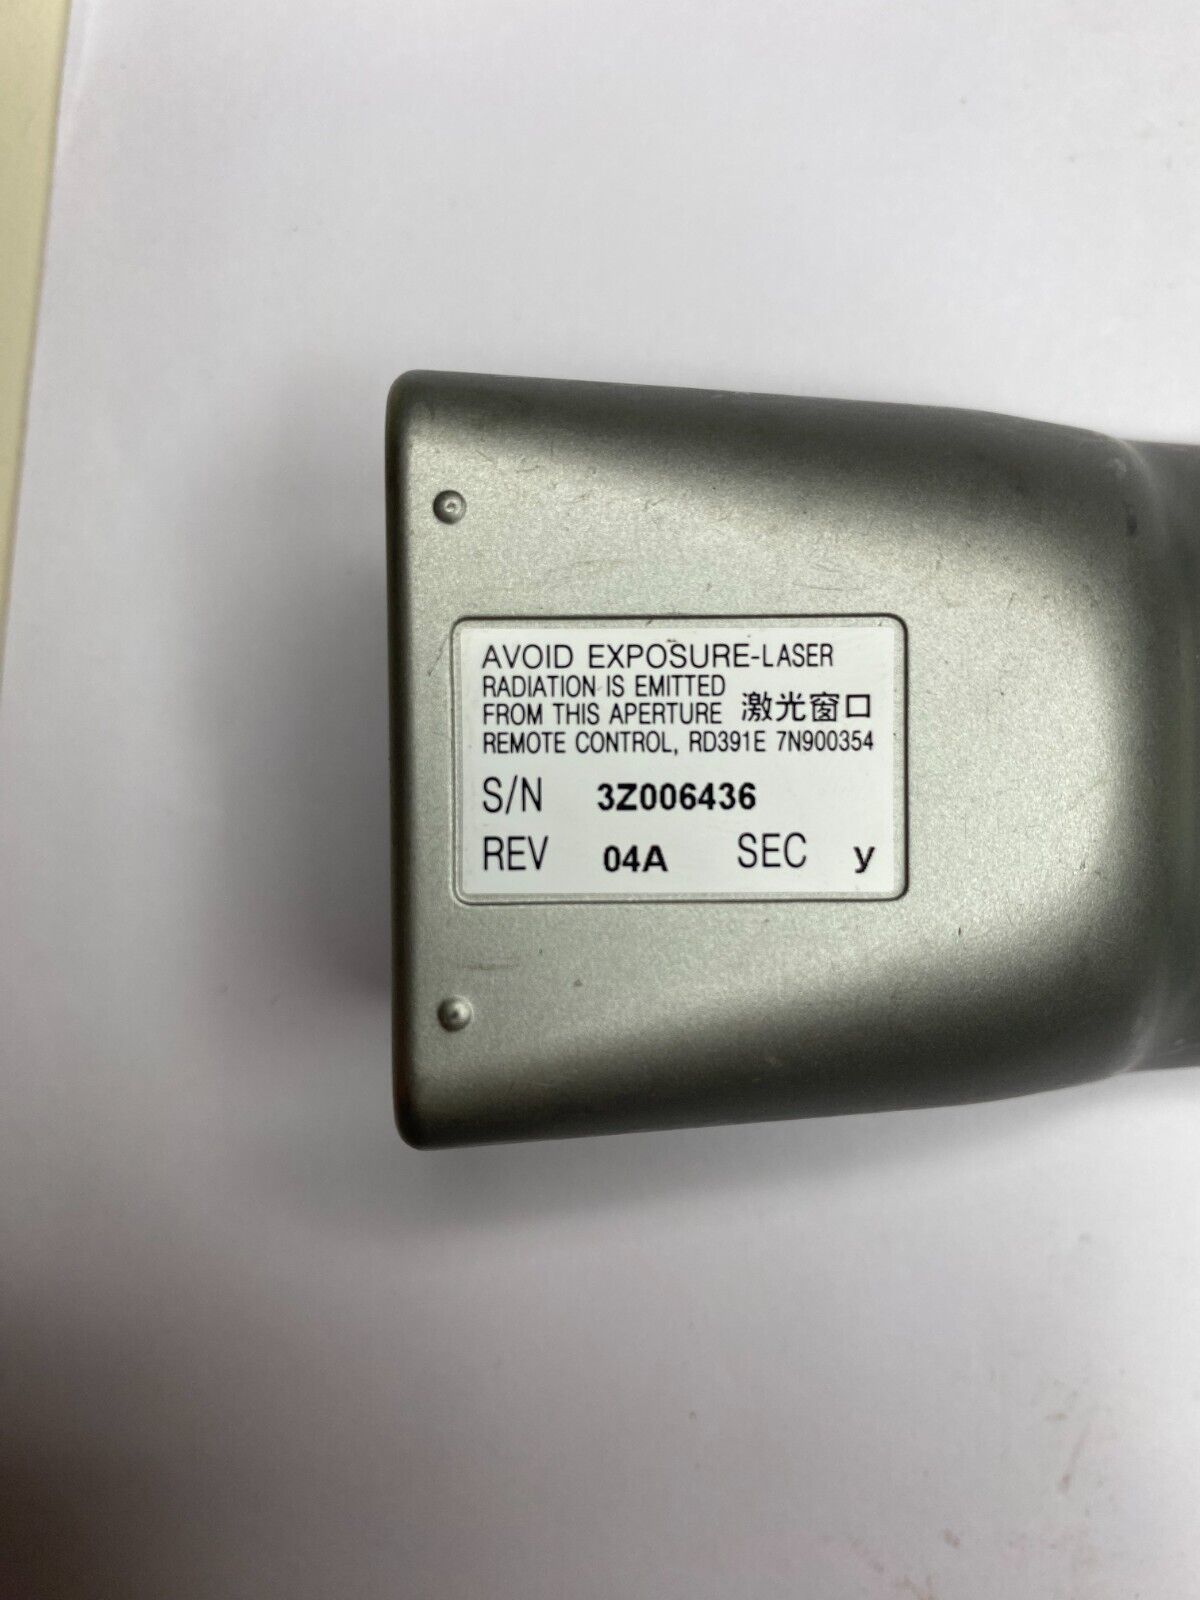 AVOID EXPOSURE-LASER
RADIATION IS EMITTED
FROM THIS APERTURE 激光窗口
REMOTE CONTROL, RD391E 7N900354
S/N 3Z006436
REV 04A SEC y